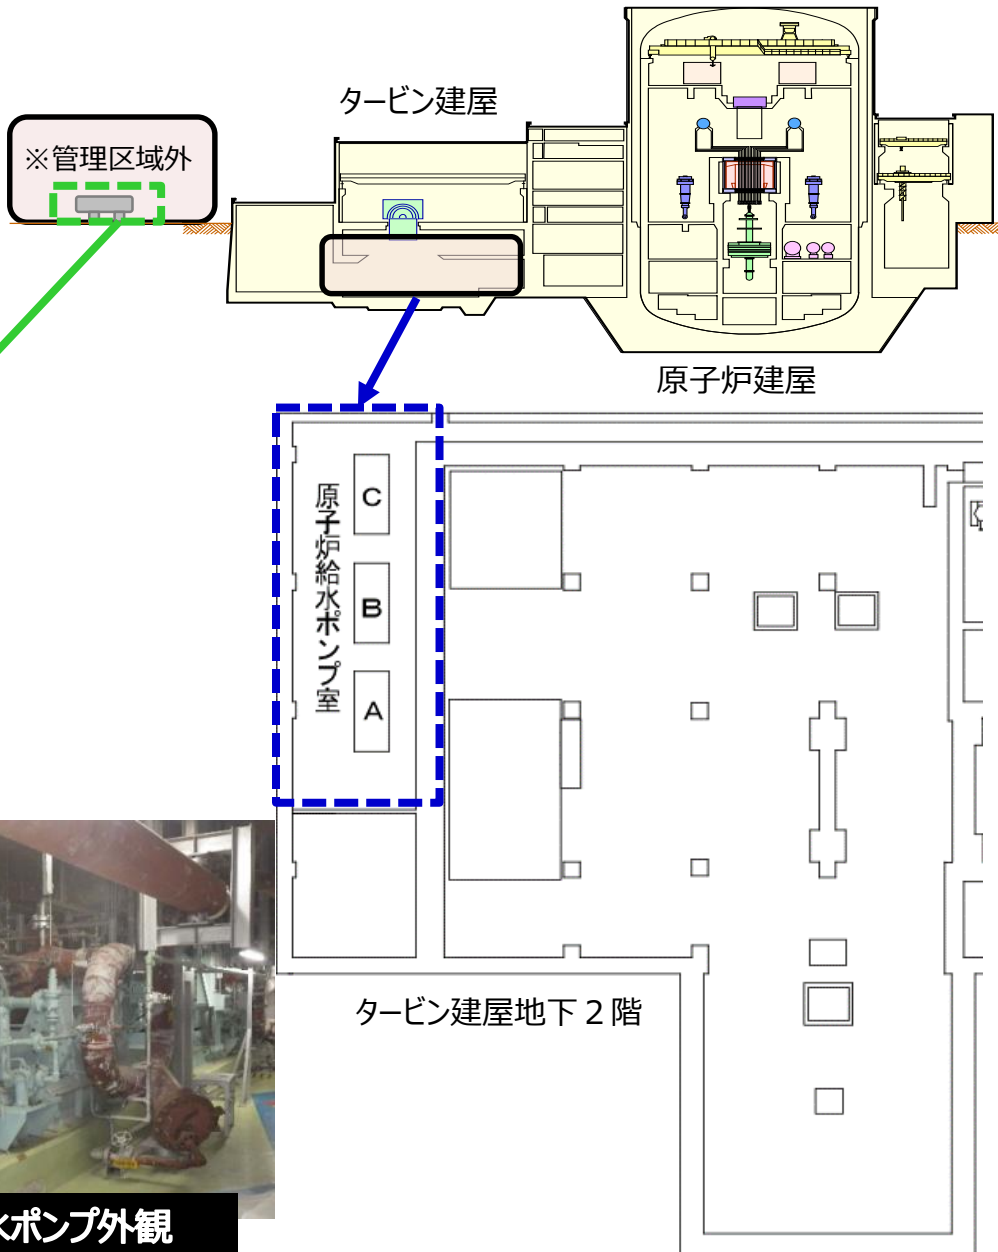 タービン建屋
※管理区域外
原子炉建屋
原子炉給水ポンプ室
C
B
A
タービン建屋地下２階
水ポンプ外観